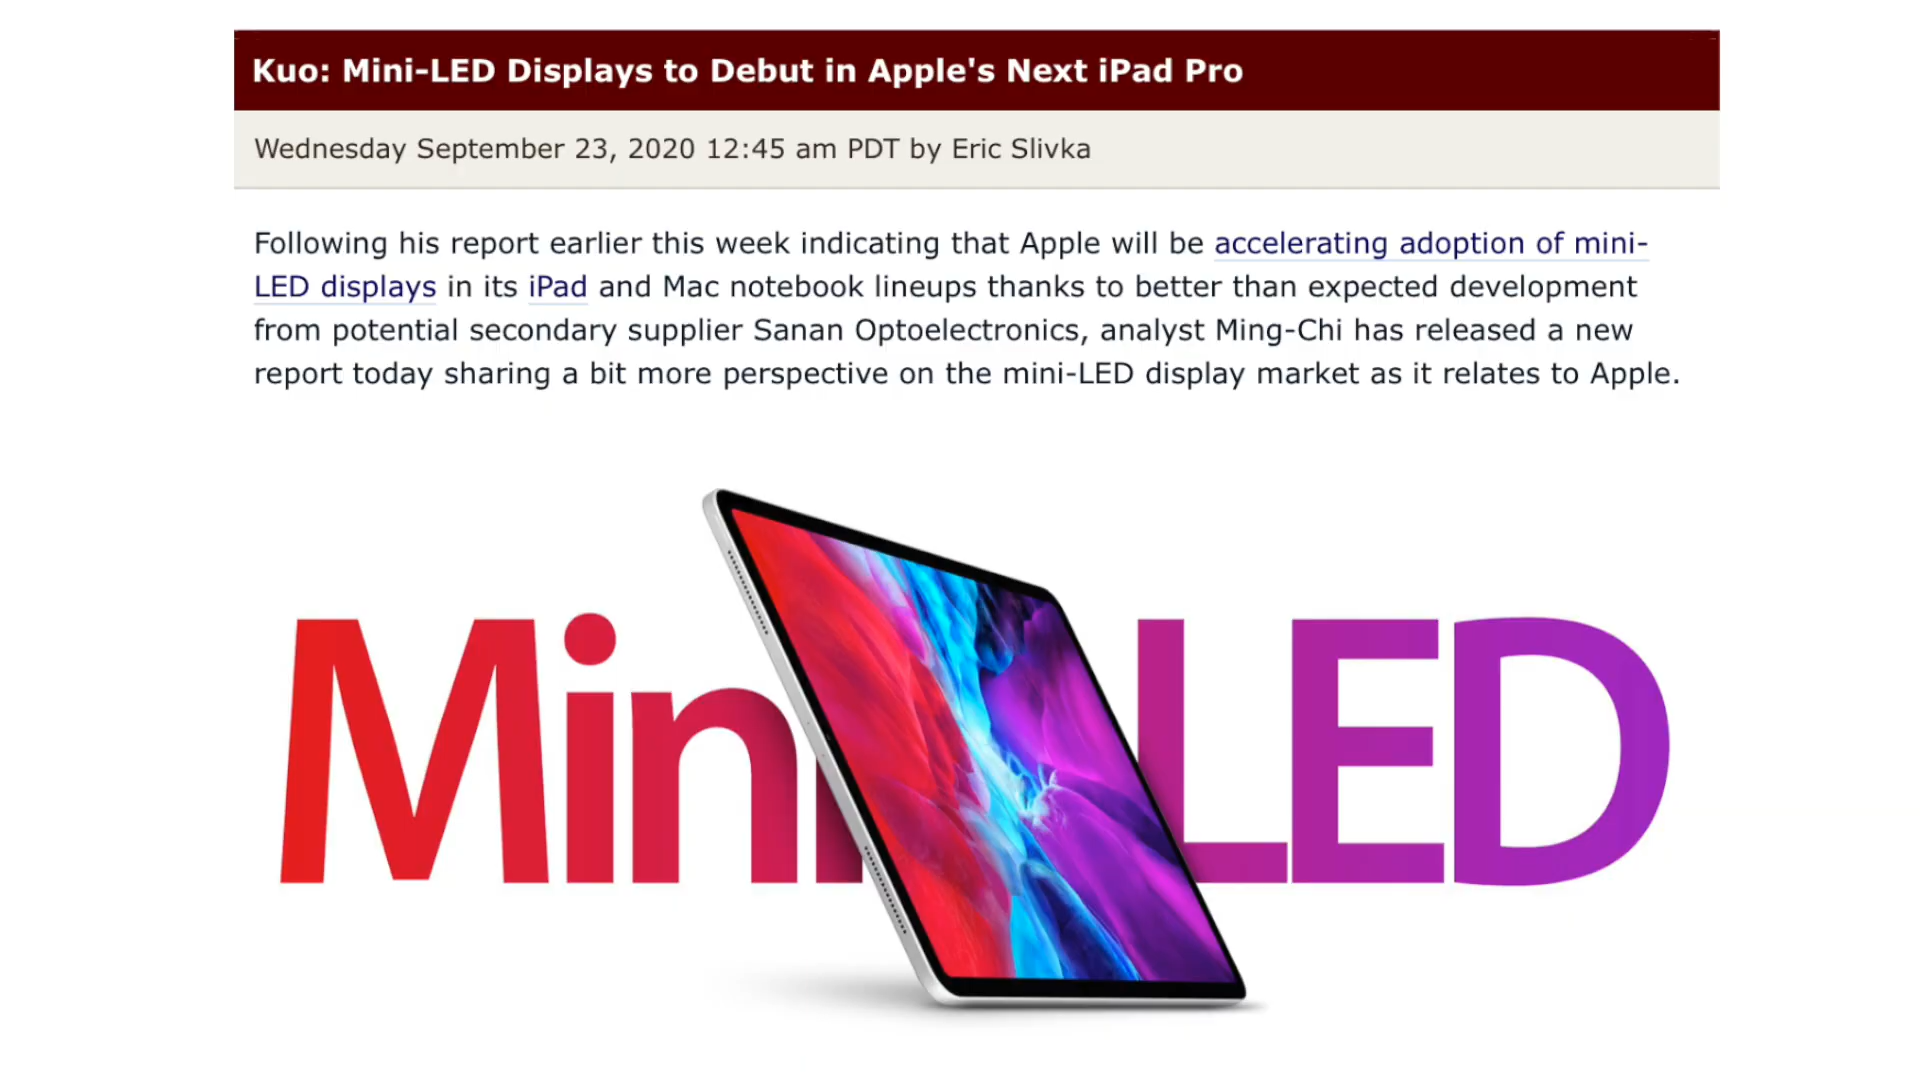 Kuo: Mini-LED Displays to Debut in Apple's Next iPad Pro
Wednesday September 23, 2020 12:45 am PDT by Eric Slivka
Following his report earlier this week indicating that Apple will be accelerating adoption of mini-
LED displays in its iPad and Mac notebook lineups thanks to better than expected development
from potential secondary supplier Sanan Optoelectronics, analyst Ming-Chi has released a new
report today sharing a bit more perspective on the mini-LED display market as it relates to Apple.
Mini LED